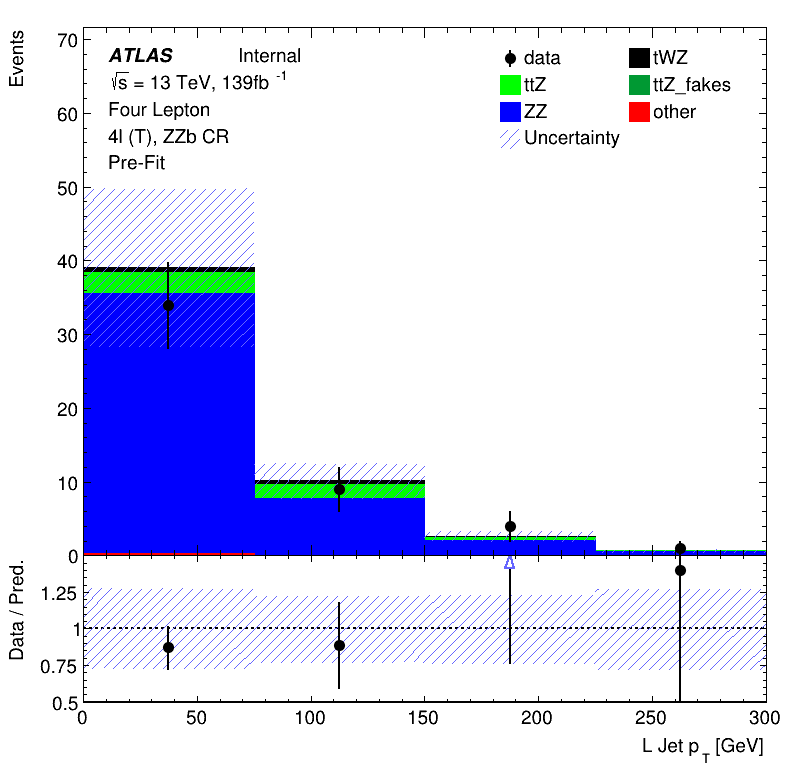 Events
70
60
50
40
30
20
10
0
ATLAS Internal
√s = 13 TeV, 139fb -1
Four Lepton
4l (T), ZZb CR
Pre-Fit
data
tWZ
ttZ
ttZ_fakes
ZZ
other
Uncertainty
Data / Pred.
1.25
1
0.75
0.5
0 50 100 150 200 250 300
L Jet p_T [GeV]